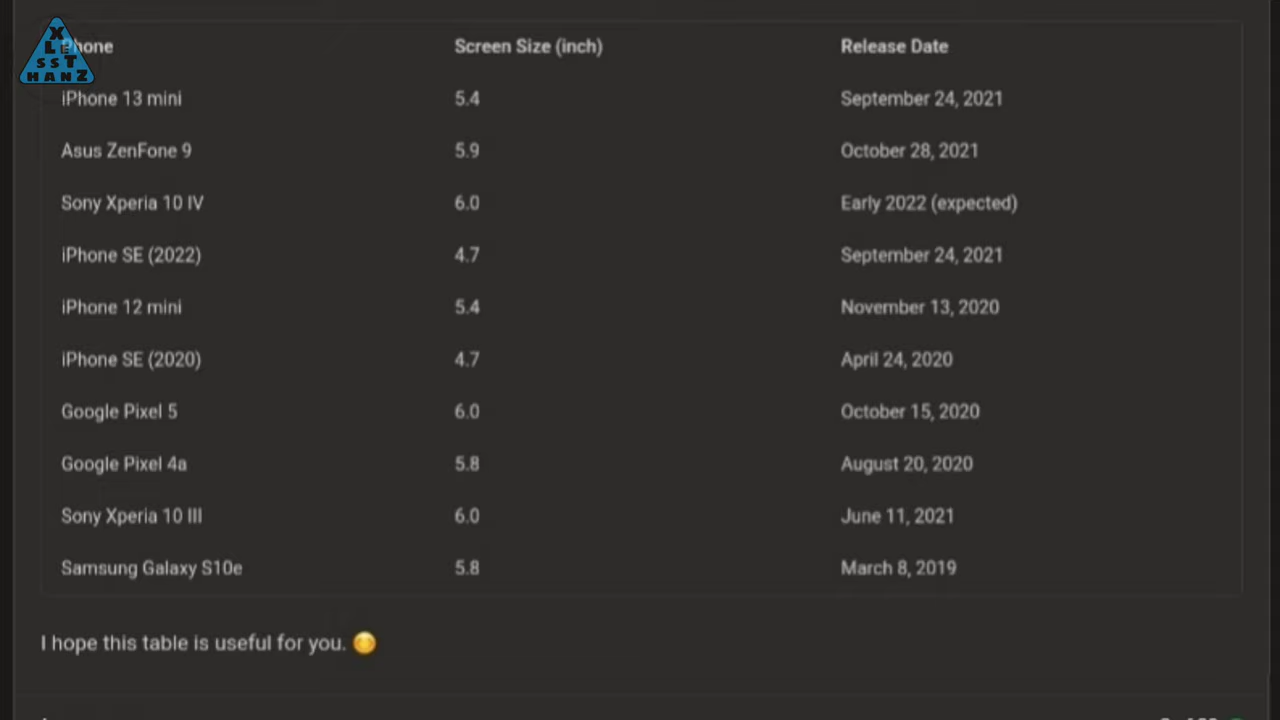 X
LE
SST
HANZ
Phone Screen Size (inch) Release Date
iPhone 13 mini 5.4 September 24, 2021
Asus ZenFone 9 5.9 October 28, 2021
Sony Xperia 10 IV 6.0 Early 2022 (expected)
iPhone SE (2022) 4.7 September 24, 2021
iPhone 12 mini 5.4 November 13, 2020
iPhone SE (2020) 4.7 April 24, 2020
Google Pixel 5 6.0 October 15, 2020
Google Pixel 4a 5.8 August 20, 2020
Sony Xperia 10 III 6.0 June 11, 2021
Samsung Galaxy S10e 5.8 March 8, 2019
I hope this table is useful for you. 😊